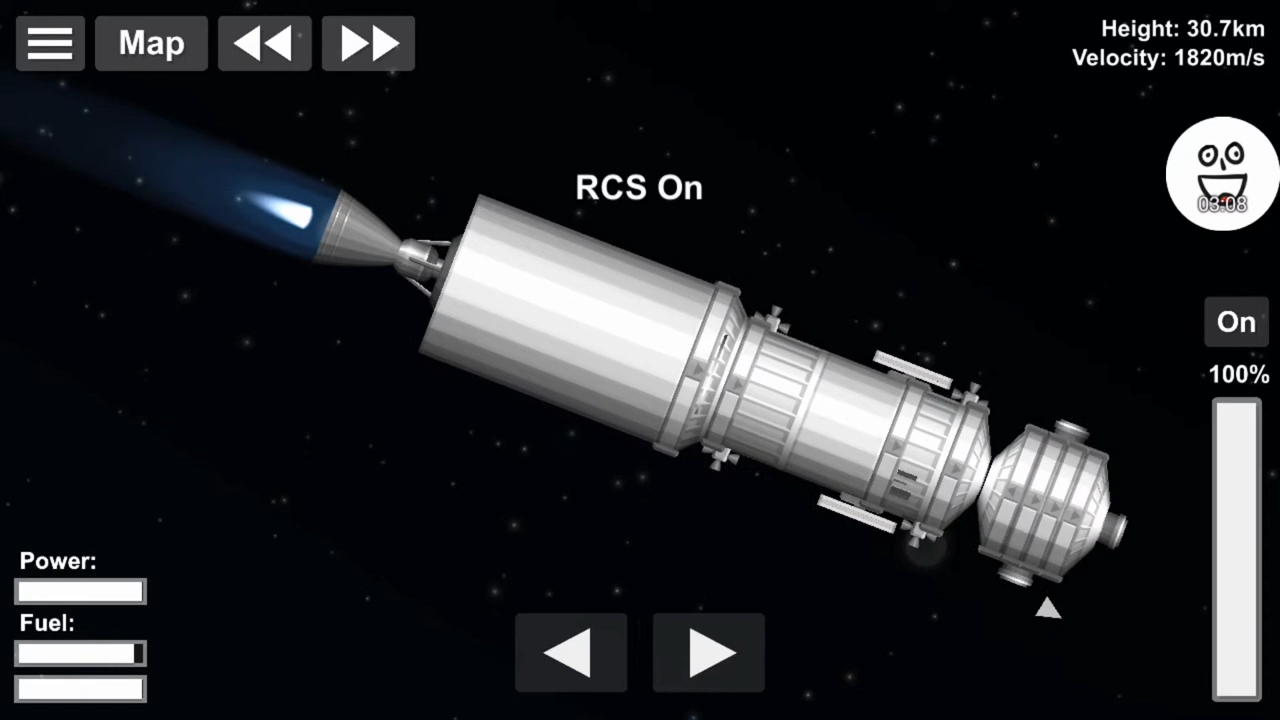 Map
Height: 30.7km
Velocity: 1820m/s
RCS On
03:08
On
100%
Power:
Fuel: